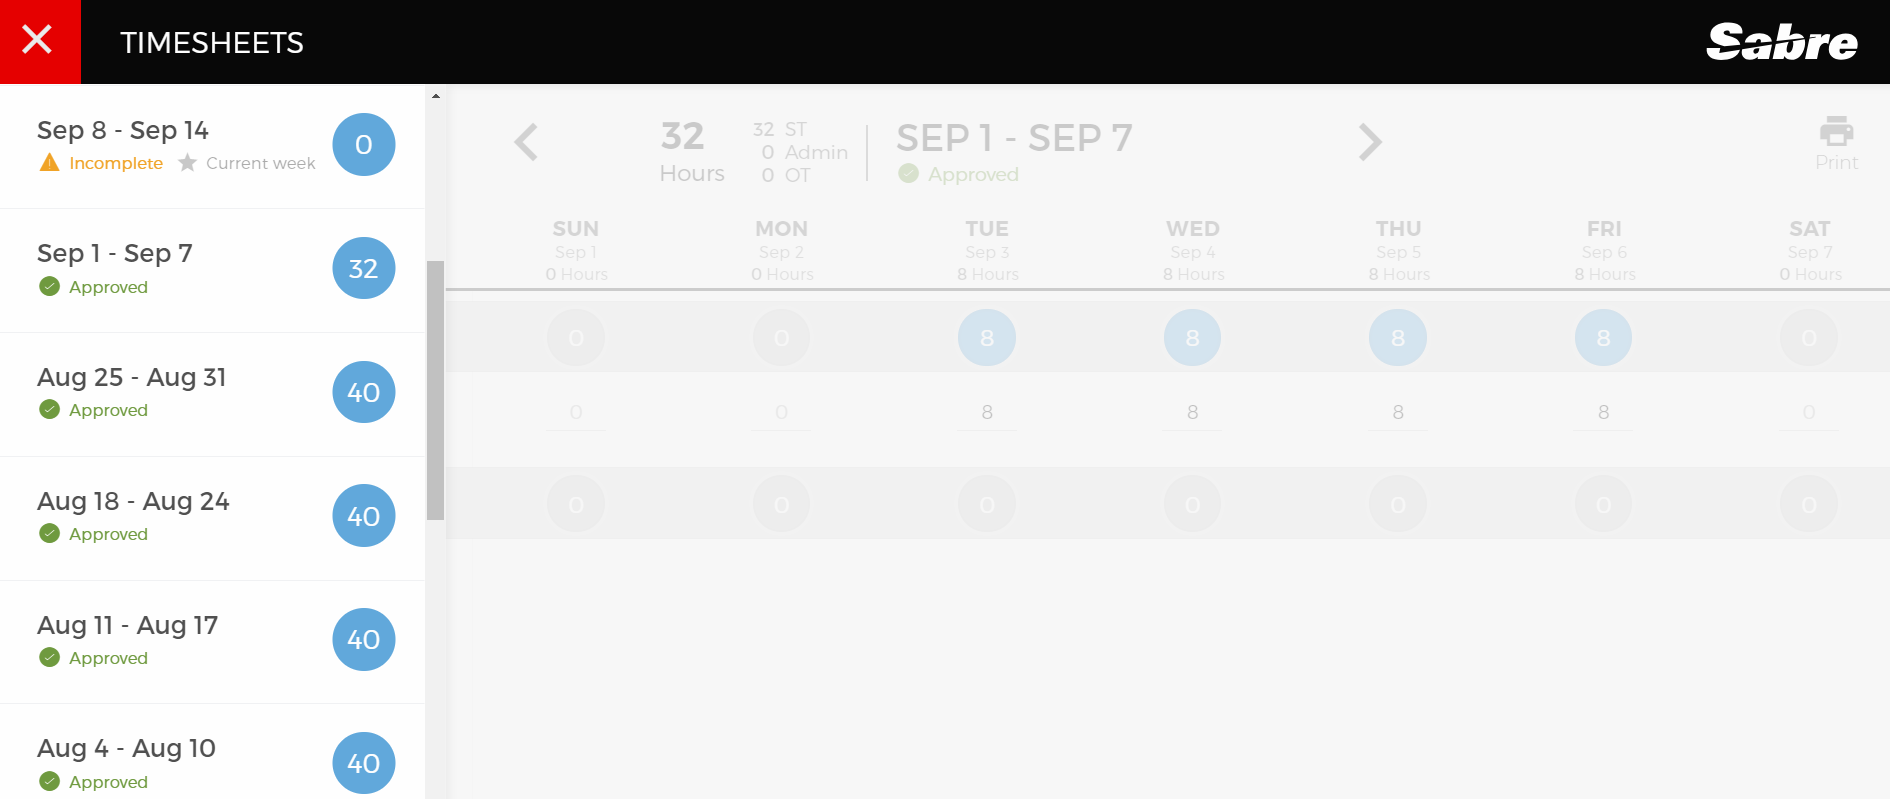 TIMESHEETS
Sabre
Sep 8 - Sep 14
Incomplete
Current week
0
Sep 1 - Sep 7
Approved
32
Aug 25 - Aug 31
Approved
40
Aug 18 - Aug 24
Approved
40
Aug 11 - Aug 17
Approved
40
Aug 4 - Aug 10
Approved
40
32
Hours
32 ST
0 Admin
0 OT
SEP 1 - SEP 7
Approved
Print
SUN
Sep 1
0 Hours
MON
Sep 2
0 Hours
TUE
Sep 3
8 Hours
WED
Sep 4
8 Hours
THU
Sep 5
8 Hours
FRI
Sep 6
8 Hours
SAT
Sep 7
0 Hours
0 0 8 8 8 8 0
0 0 8 8 8 8 0
0 0 0 0 0 0 0